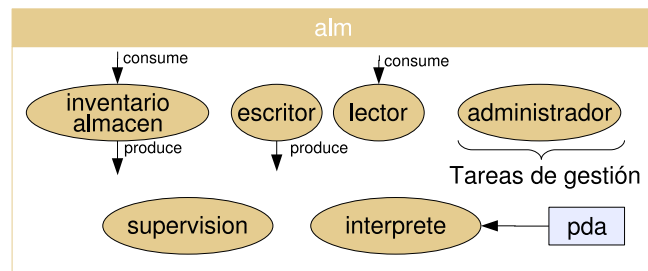 alm
consume
consume
inventario
almacen
escritor
lector
administrador
produce
produce
Tareas de gestión
supervision
interprete
pda